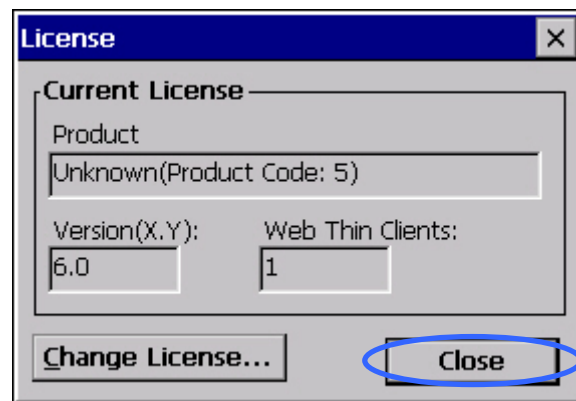 License
Current License
Product
Unknown(Product Code: 5)
Version(X.Y): Web Thin Clients:
6.0 1
Change License... Close